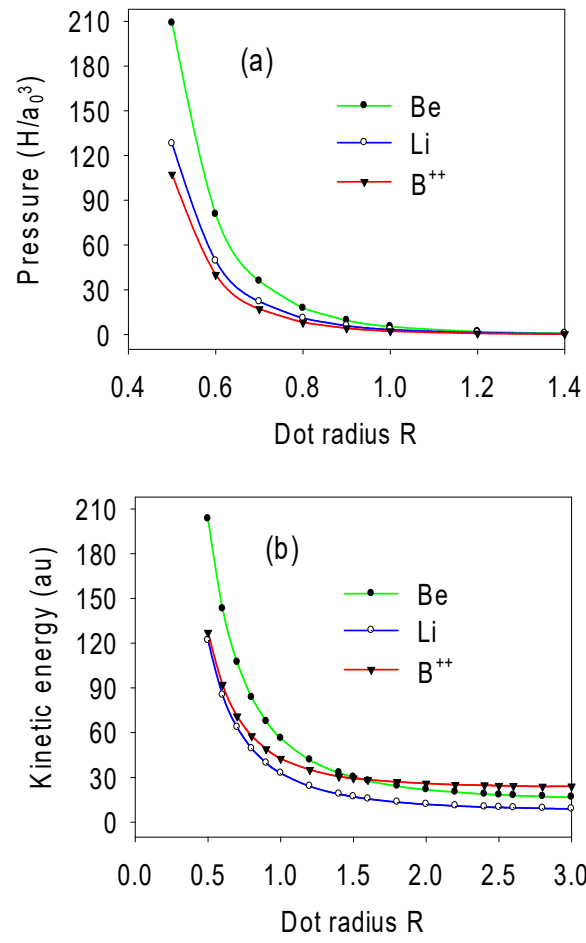 210
180
150
120
90
60
30
0
Pressure (H/a₀³)
(a)
Be
Li
B⁺⁺
0.4 0.6 0.8 1.0 1.2 1.4
Dot radius R
210
180
150
120
90
60
30
0
Kinetic energy (au)
(b)
Be
Li
B⁺⁺
0.0 0.5 1.0 1.5 2.0 2.5 3.0
Dot radius R